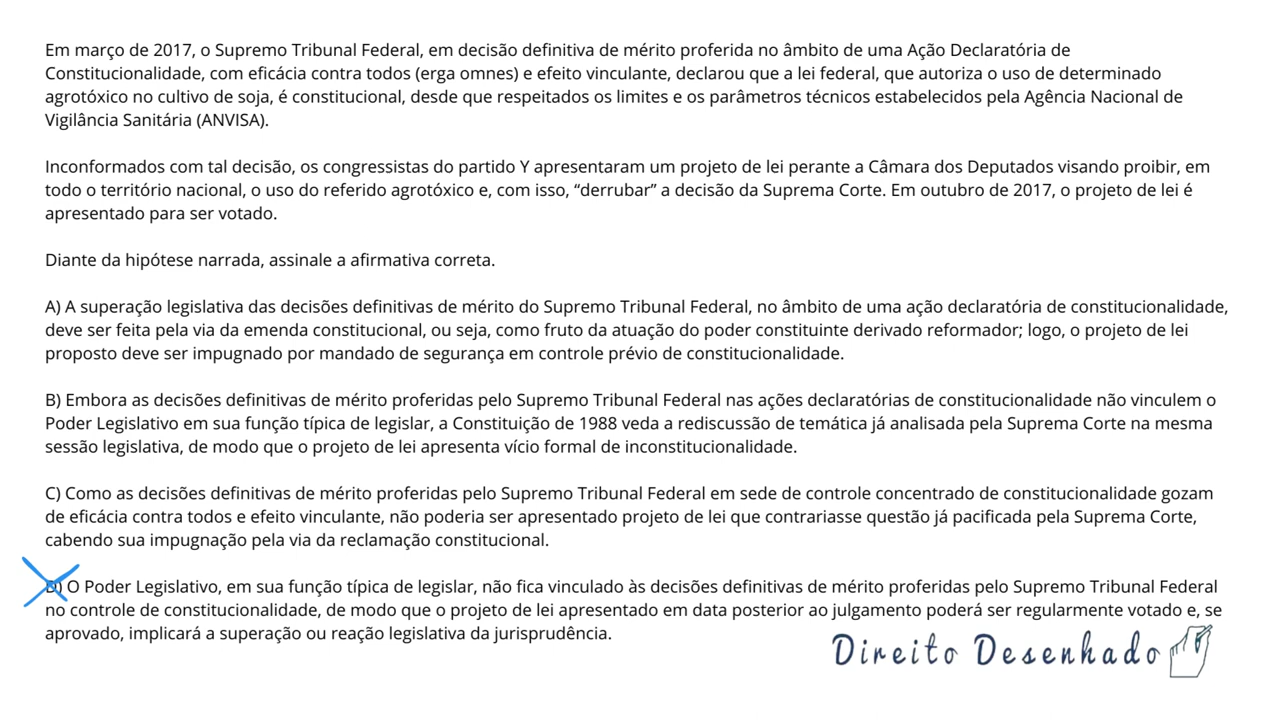 Em março de 2017, o Supremo Tribunal Federal, em decisão definitiva de mérito proferida no âmbito de uma Ação Declaratória de
Constitucionalidade, com eficácia contra todos (erga omnes) e efeito vinculante, declarou que a lei federal, que autoriza o uso de determinado
agrotóxico no cultivo de soja, é constitucional, desde que respeitados os limites e os parâmetros técnicos estabelecidos pela Agência Nacional de
Vigilância Sanitária (ANVISA).
Inconformados com tal decisão, os congressistas do partido Y apresentaram um projeto de lei perante a Câmara dos Deputados visando proibir, em
todo o território nacional, o uso do referido agrotóxico e, com isso, “derrubar” a decisão da Suprema Corte. Em outubro de 2017, o projeto de lei é
apresentado para ser votado.
Diante da hipótese narrada, assinale a afirmativa correta.
A) A superação legislativa das decisões definitivas de mérito do Supremo Tribunal Federal, no âmbito de uma ação declaratória de constitucionalidade,
deve ser feita pela via da emenda constitucional, ou seja, como fruto da atuação do poder constituinte derivado reformador; logo, o projeto de lei
proposto deve ser impugnado por mandado de segurança em controle prévio de constitucionalidade.
B) Embora as decisões definitivas de mérito proferidas pelo Supremo Tribunal Federal nas ações declaratórias de constitucionalidade não vinculem o
Poder Legislativo em sua função típica de legislar, a Constituição de 1988 veda a rediscussão de temática já analisada pela Suprema Corte na mesma
sessão legislativa, de modo que o projeto de lei apresenta vício formal de inconstitucionalidade.
C) Como as decisões definitivas de mérito proferidas pelo Supremo Tribunal Federal em sede de controle concentrado de constitucionalidade gozam
de eficácia contra todos e efeito vinculante, não poderia ser apresentado projeto de lei que contrariasse questão já pacificada pela Suprema Corte,
cabendo sua impugnação pela via da reclamação constitucional.
D) O Poder Legislativo, em sua função típica de legislar, não fica vinculado às decisões definitivas de mérito proferidas pelo Supremo Tribunal Federal
no controle de constitucionalidade, de modo que o projeto de lei apresentado em data posterior ao julgamento poderá ser regularmente votado e, se
aprovado, implicará a superação ou reação legislativa da jurisprudência.
Direito Desenhado